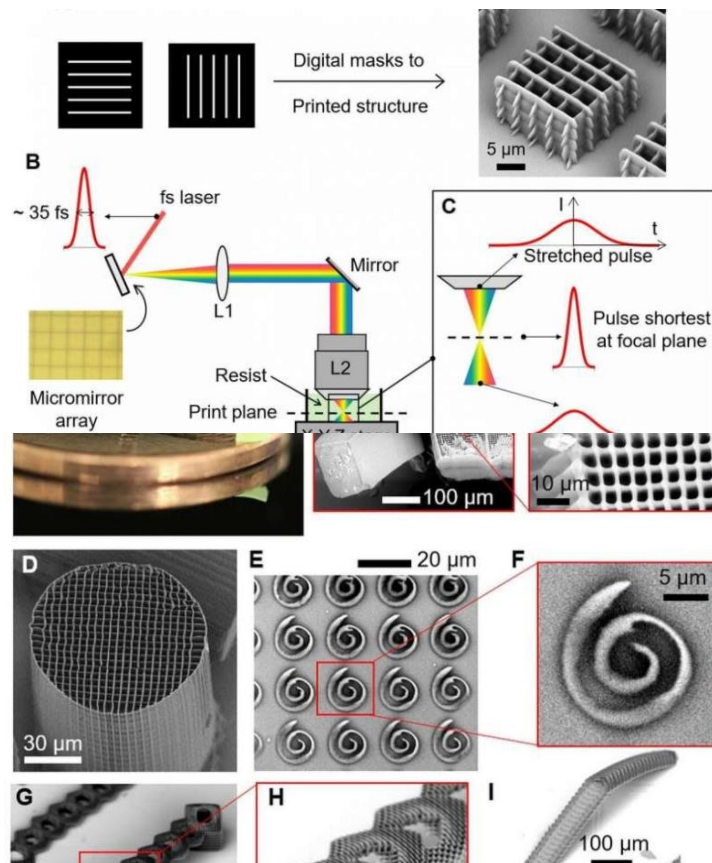 Digital masks to
Printed structure
5 μm
B
~ 35 fs
fs laser
L1
Mirror
Micromirror
array
Resist
Print plane
L2
C
I
t
Stretched pulse
Pulse shortest
at focal plane
100 μm
10 μm
D
30 μm
E
20 μm
F
5 μm
G
H
I
100 μm